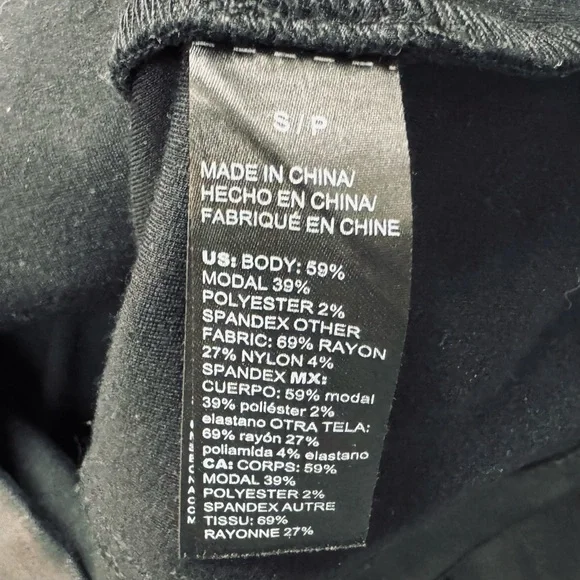 S / P
MADE IN CHINA/
HECHO EN CHINA/
FABRIQUÉ EN CHINE
US: BODY: 59%
MODAL 39%
POLYESTER 2%
SPANDEX OTHER
FABRIC: 69% RAYON
27% NYLON 4%
SPANDEX MX:
CUERPO: 59% modal
39% poliéster 2%
elastano OTRA TELA:
69% rayón 27%
poliamida 4% elastano
CA: CORPS: 59%
MODAL 39%
POLYESTER 2%
SPANDEX AUTRE
TISSU: 69%
RAYONNE 27%